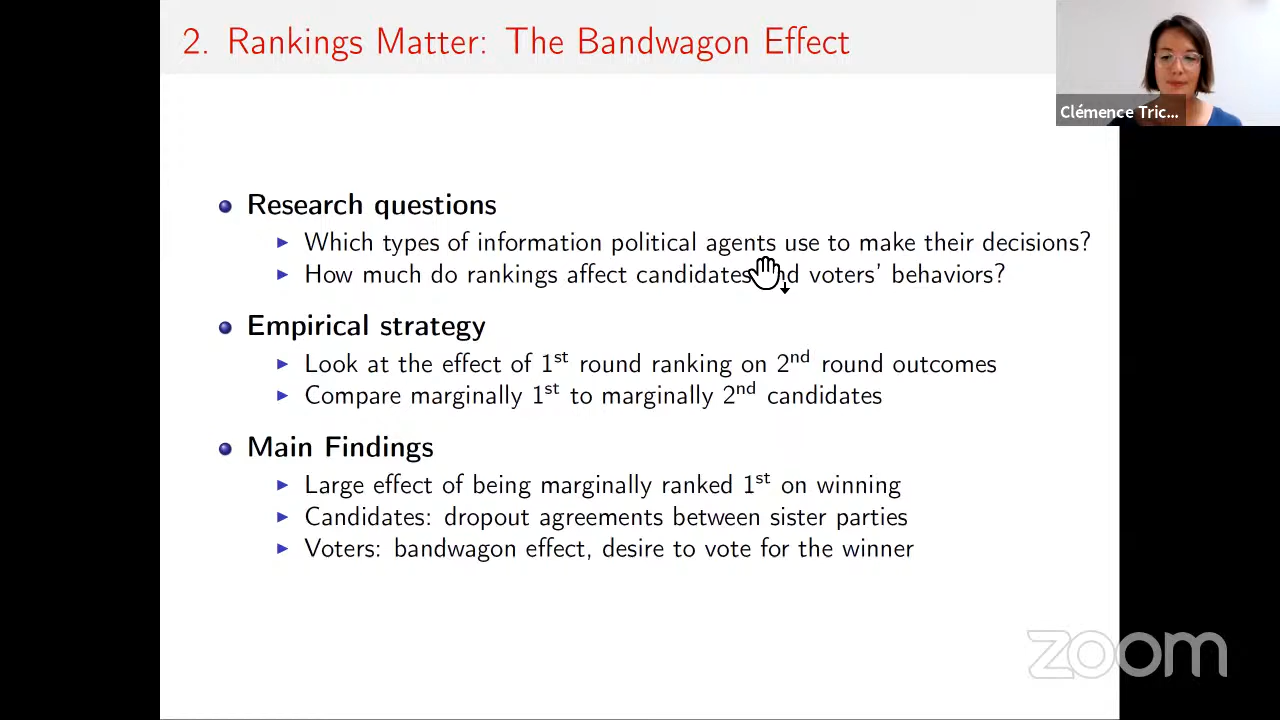 2. Rankings Matter: The Bandwagon Effect
Clémence Tric...
Research questions
Which types of information political agents use to make their decisions?
How much do rankings affect candidates and voters' behaviors?
Empirical strategy
Look at the effect of 1st round ranking on 2nd round outcomes
Compare marginally 1st to marginally 2nd candidates
Main Findings
Large effect of being marginally ranked 1st on winning
Candidates: dropout agreements between sister parties
Voters: bandwagon effect, desire to vote for the winner
zoom